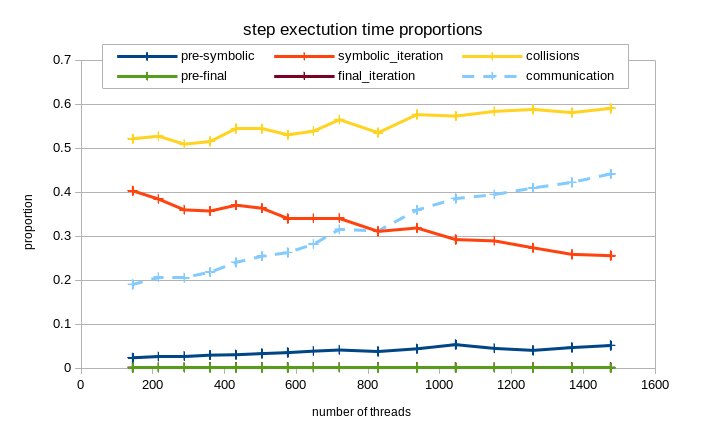 step exectution time proportions
pre-symbolic symbolic_iteration collisions
pre-final final_iteration communication
0.7
0.6
0.5
0.4
0.3
0.2
0.1
0
proportion
0 200 400 600 800 1000 1200 1400 1600
number of threads